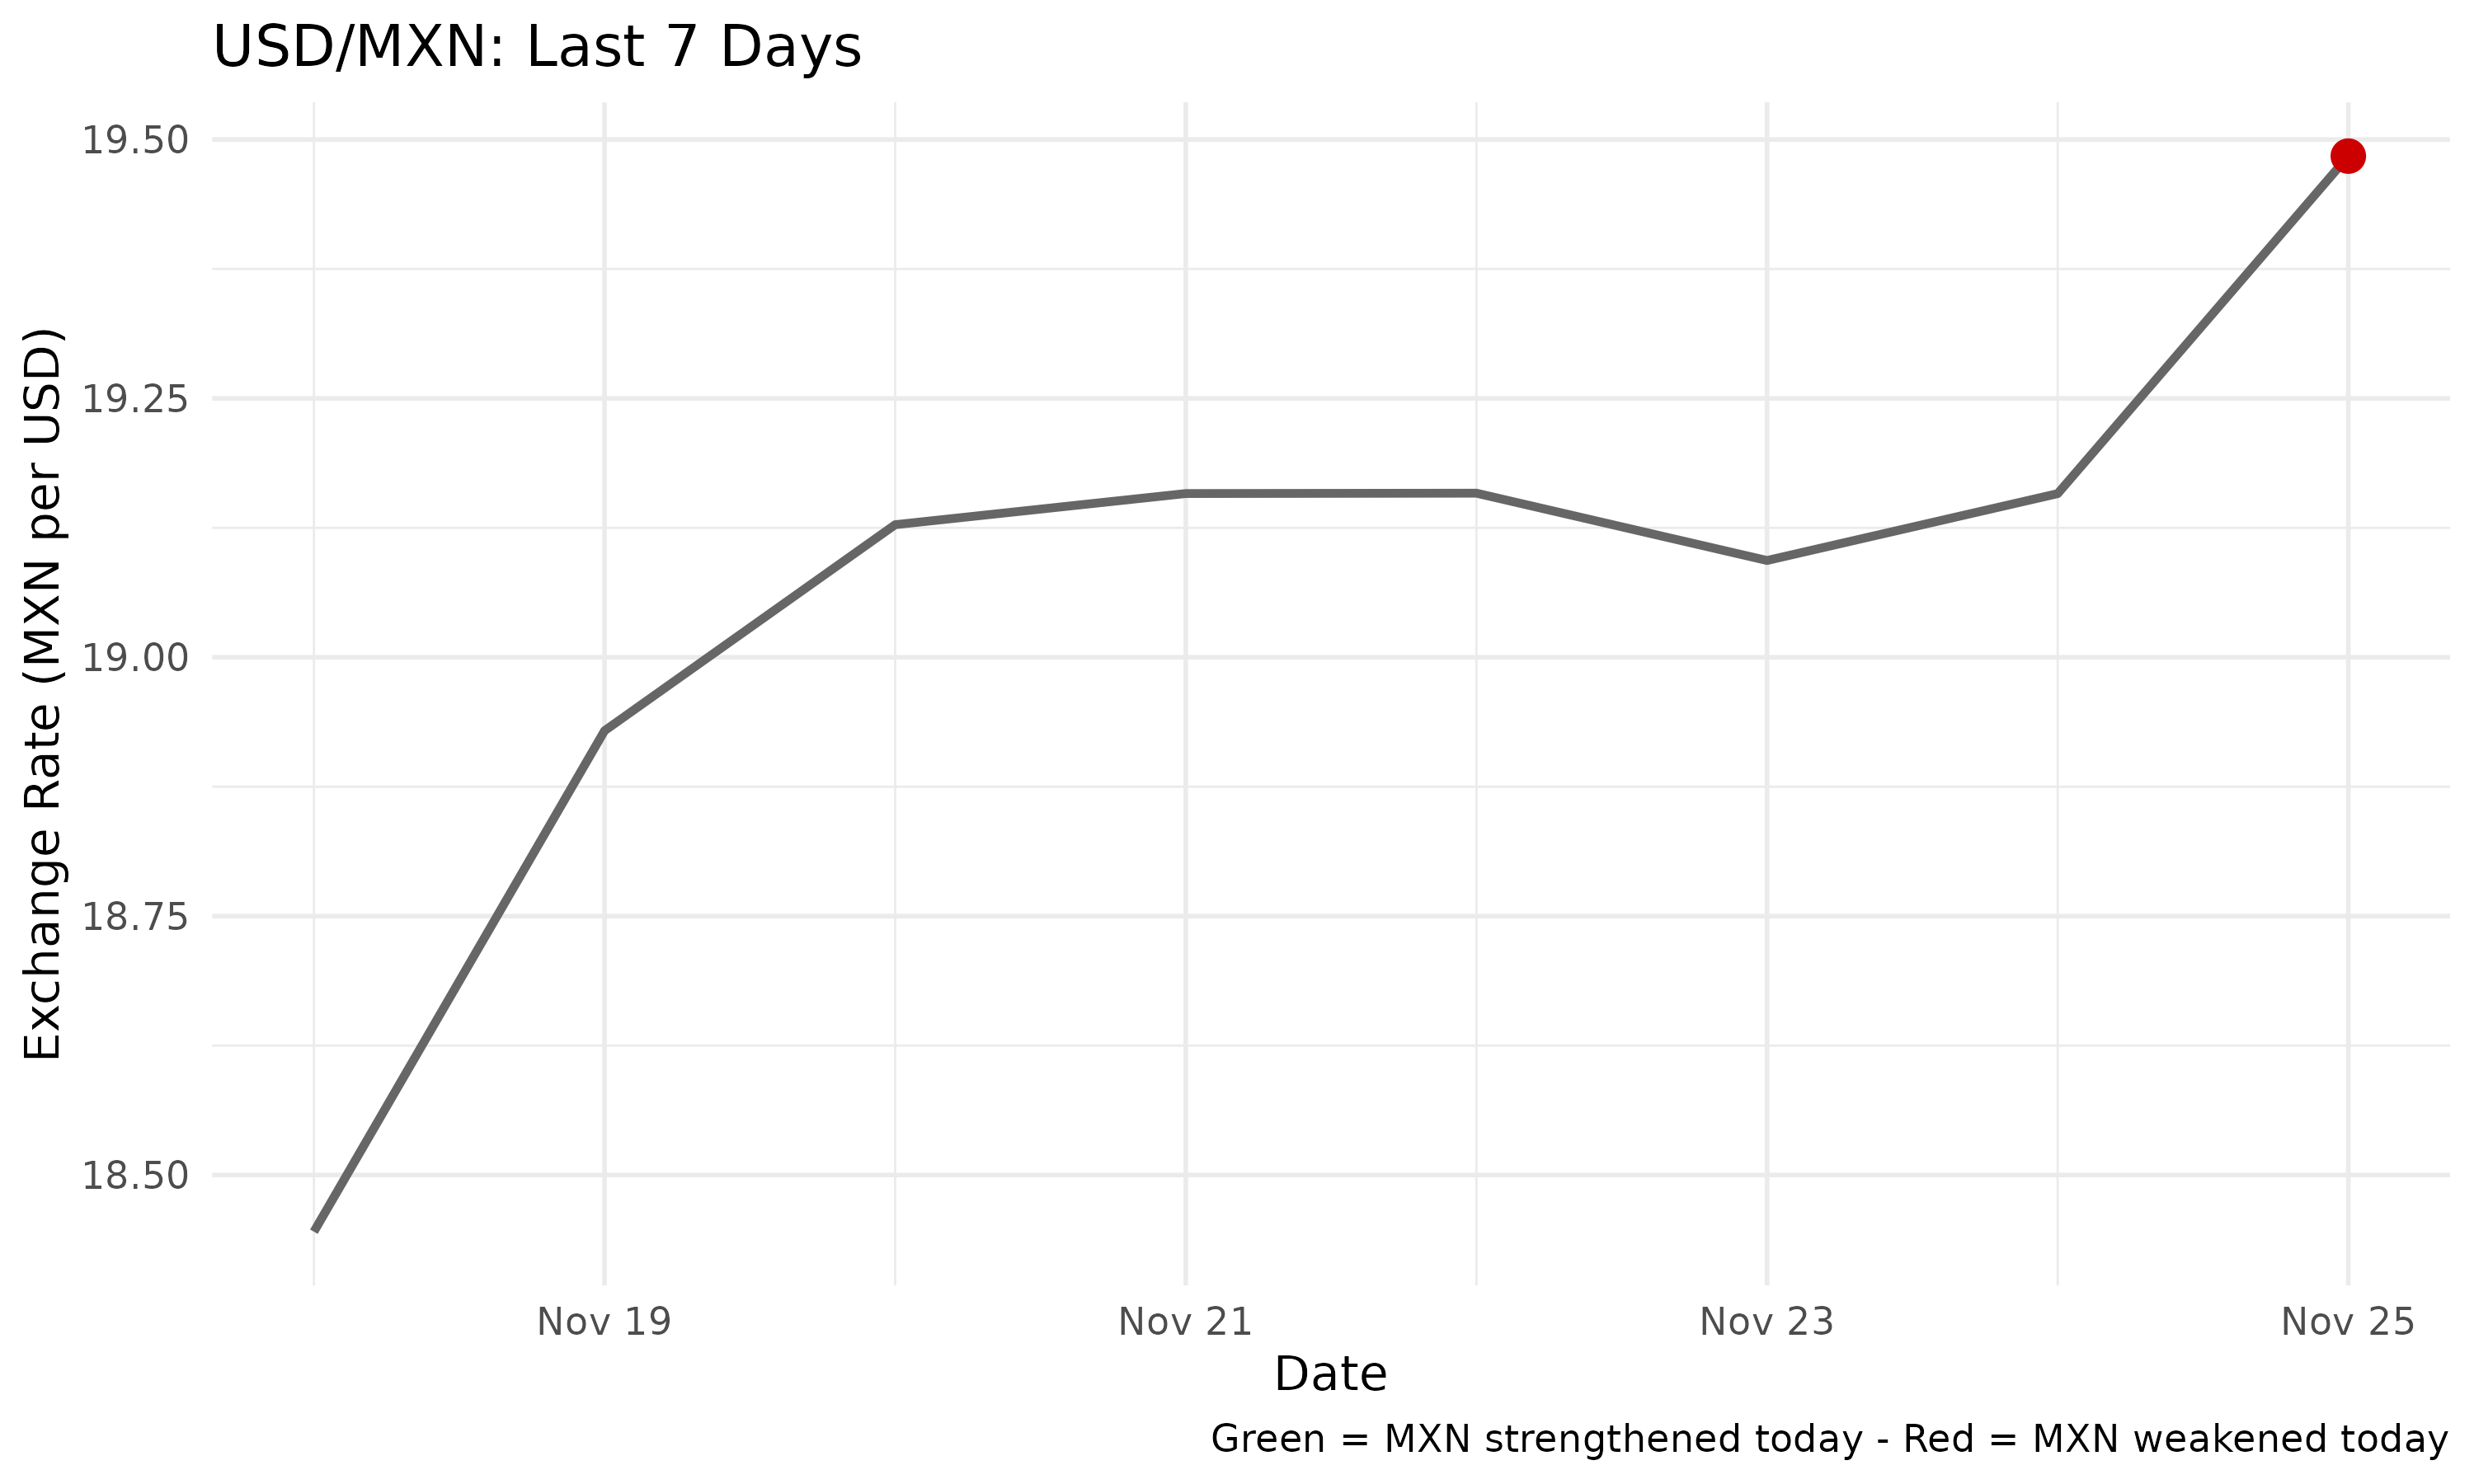 USD/MXN: Last 7 Days
19.50
19.25
19.00
18.75
18.50
Exchange Rate (MXN per USD)
Nov 19
Nov 21
Nov 23
Nov 25
Date
Green = MXN strengthened today - Red = MXN weakened today